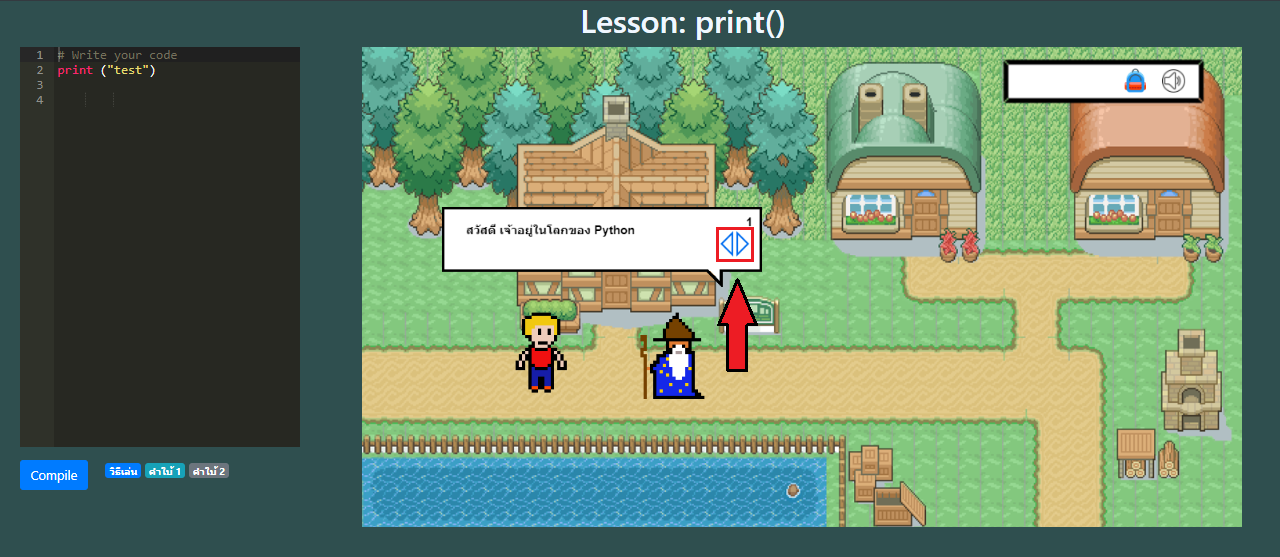 Lesson: print()
1 # Write your code
2 print ("test")
3
4
1
สวัสดี เจ้าอยู่ในโลกของ Python
Compile วิธีเล่น คำใบ้ 1 คำใบ้ 2